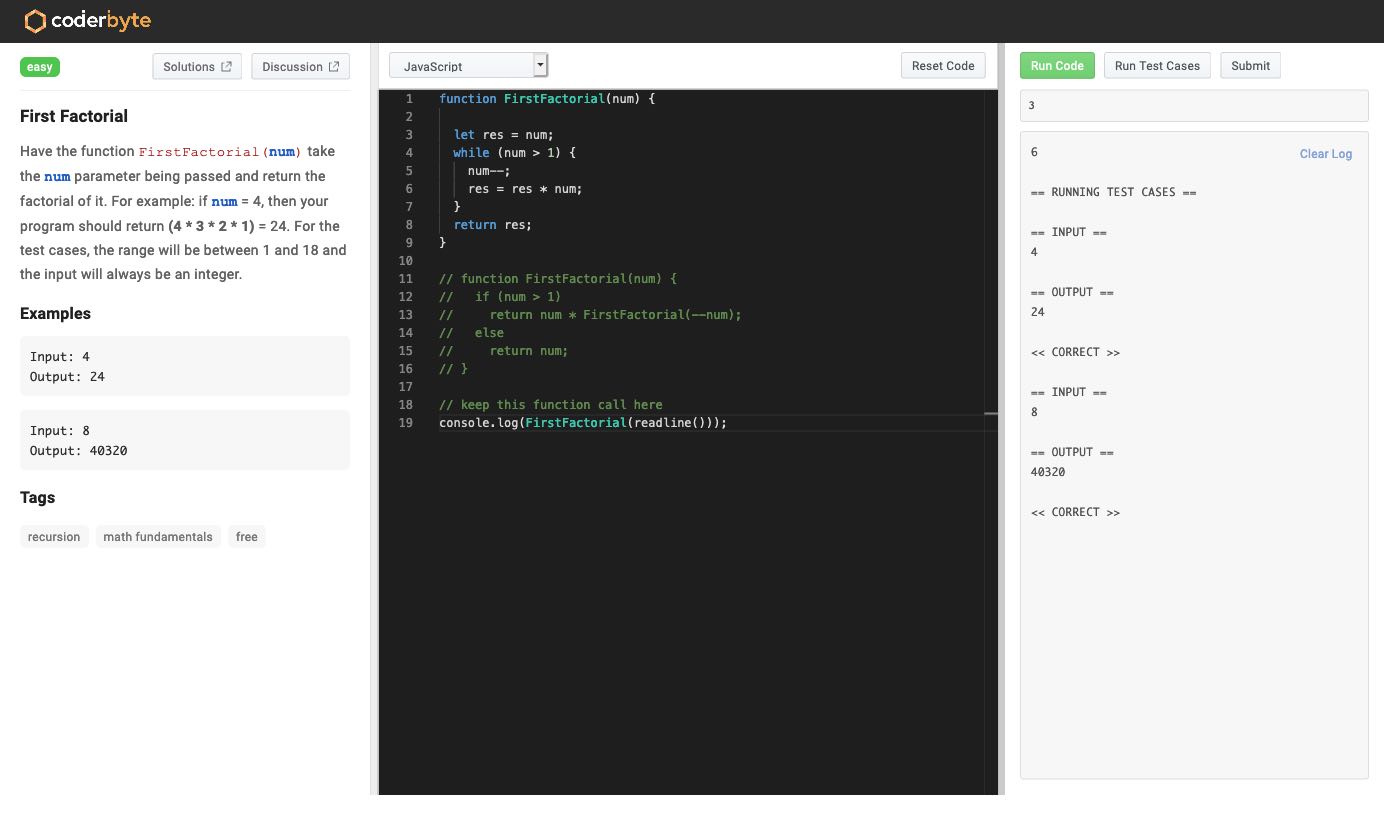 coderbyte
easy
Solutions
Discussion
First Factorial
Have the function FirstFactorial(num) take
the num parameter being passed and return the
factorial of it. For example: if num = 4, then your
program should return (4 * 3 * 2 * 1) = 24. For the
test cases, the range will be between 1 and 18 and
the input will always be an integer.
Examples
Input: 4
Output: 24
Input: 8
Output: 40320
Tags
recursion math fundamentals free
JavaScript
Reset Code
1 function FirstFactorial(num) {
2
3 let res = num;
4 while (num > 1) {
5 num--;
6 res = res * num;
7 }
8 return res;
9 }
10
11 // function FirstFactorial(num) {
12 //   if (num > 1)
13 //     return num * FirstFactorial(--num);
14 //   else
15 //     return num;
16 // }
17
18 // keep this function call here
19 console.log(FirstFactorial(readline()));
Run Code Run Test Cases Submit
3
6
Clear Log
== RUNNING TEST CASES ==
== INPUT ==
4
== OUTPUT ==
24
<< CORRECT >>
== INPUT ==
8
== OUTPUT ==
40320
<< CORRECT >>